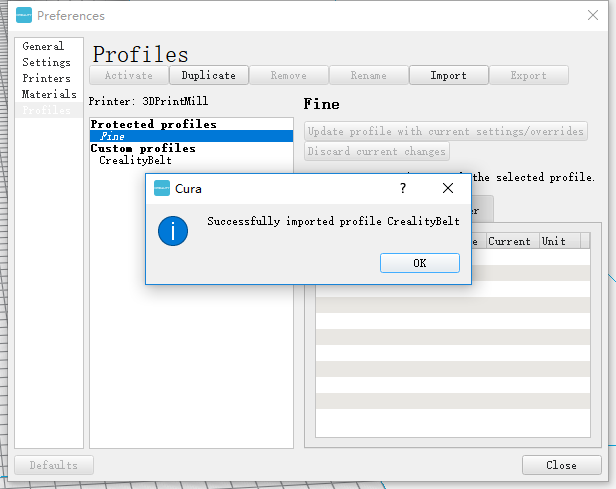 Preferences
General
Settings
Printers
Materials
Profiles
Profiles
Activate
Duplicate
Remove
Rename
Import
Export
Printer: 3DPrintMill
Protected profiles
Fine
Custom profiles
CrealityBelt
Fine
Update profile with current settings/overrides
Discard current changes
the selected profile.
Current
Unit
Cura
?
Successfully imported profile CrealityBelt
OK
Defaults
Close